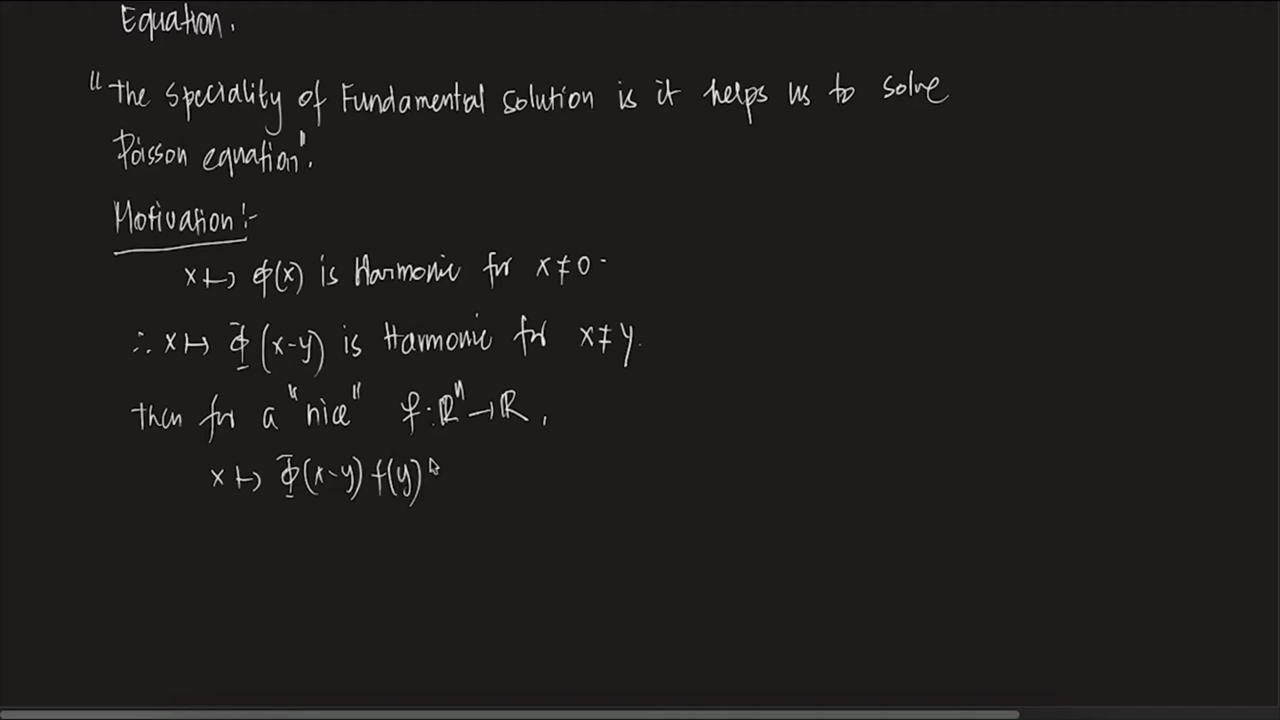 Equation.
"The speciality of Fundamental solution is it helps us to solve
Poisson equation".
Motivation:-
x ↦ ϕ(x) is Harmonic for x ≠ 0.
∴ x ↦ Φ(x-y) is Harmonic for x ≠ y.
then for a "nice" f: ℝⁿ → ℝ,
x ↦ Φ(x-y) f(y)